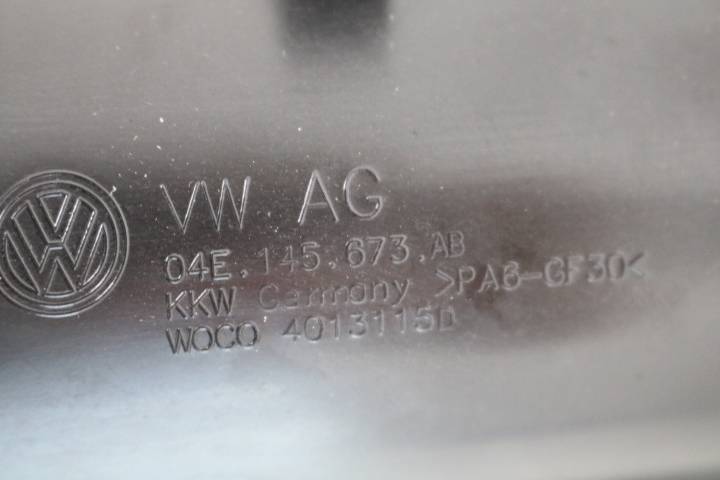 VW AG
04E.145.673.AB
KKW Germany >PA6-GF30<
WOCO 4013115D